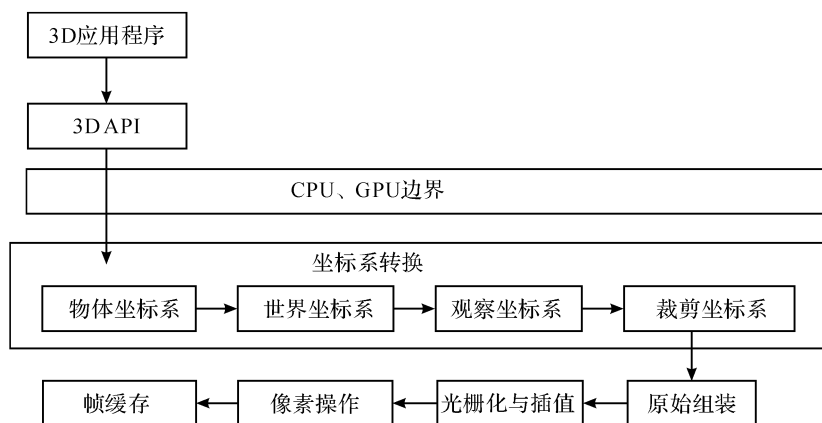 3D应用程序
3D API
CPU、GPU边界
坐标系转换
物体坐标系
世界坐标系
观察坐标系
裁剪坐标系
帧缓存
像素操作
光栅化与插值
原始组装